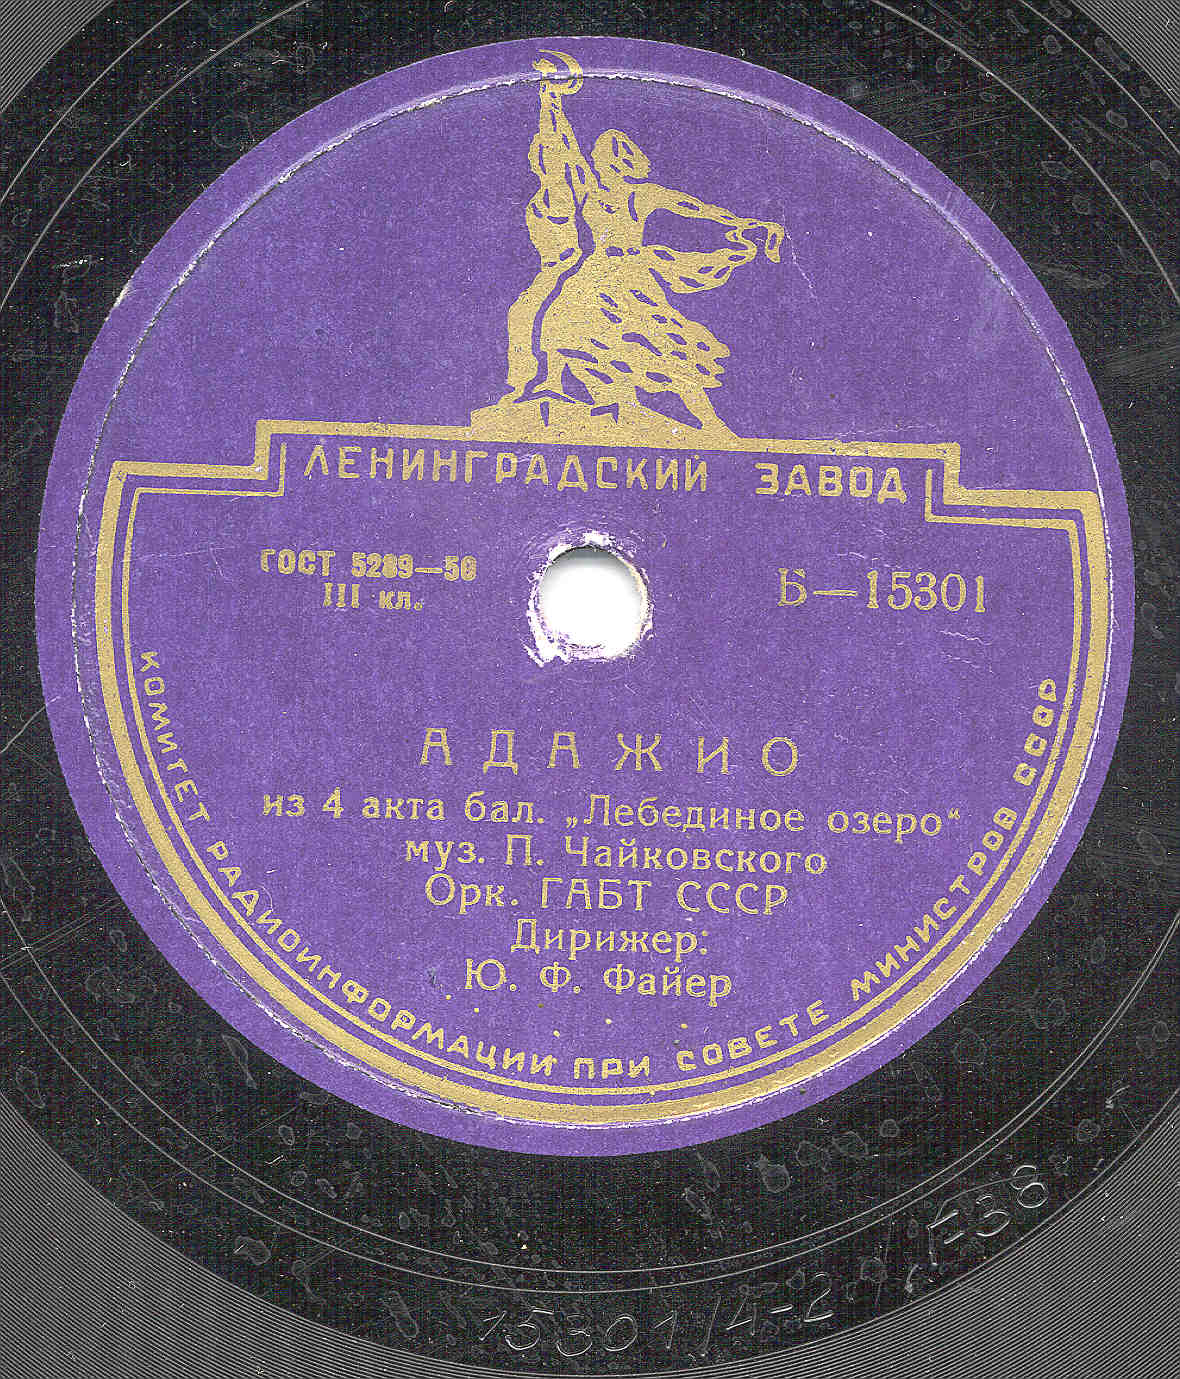 ЛЕНИНГРАДСКИЙ ЗАВОД
ГОСТ 5289—50
III кл.
Б—15301
АДАЖИО
из 4 акта бал. „Лебединое озеро“
муз. П. Чайковского
Орк. ГАБТ СССР
Дирижер:
Ю. Ф. Файер
КОМИТЕТ РАДИОИНФОРМАЦИИ ПРИ СОВЕТЕ МИНИСТРОВ СССР
15301/4-2